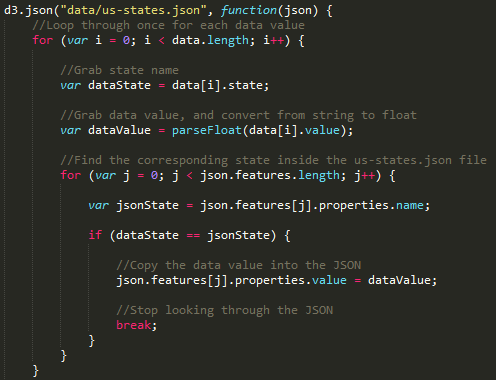 d3.json("data/us-states.json", function(json) {
//Loop through once for each data value
for (var i = 0; i < data.length; i++) {
//Grab state name
var dataState = data[i].state;
//Grab data value, and convert from string to float
var dataValue = parseFloat(data[i].value);
//Find the corresponding state inside the us-states.json file
for (var j = 0; j < json.features.length; j++) {
var jsonState = json.features[j].properties.name;
if (dataState == jsonState) {
//Copy the data value into the JSON
json.features[j].properties.value = dataValue;
//Stop looking through the JSON
break;
}
}
}